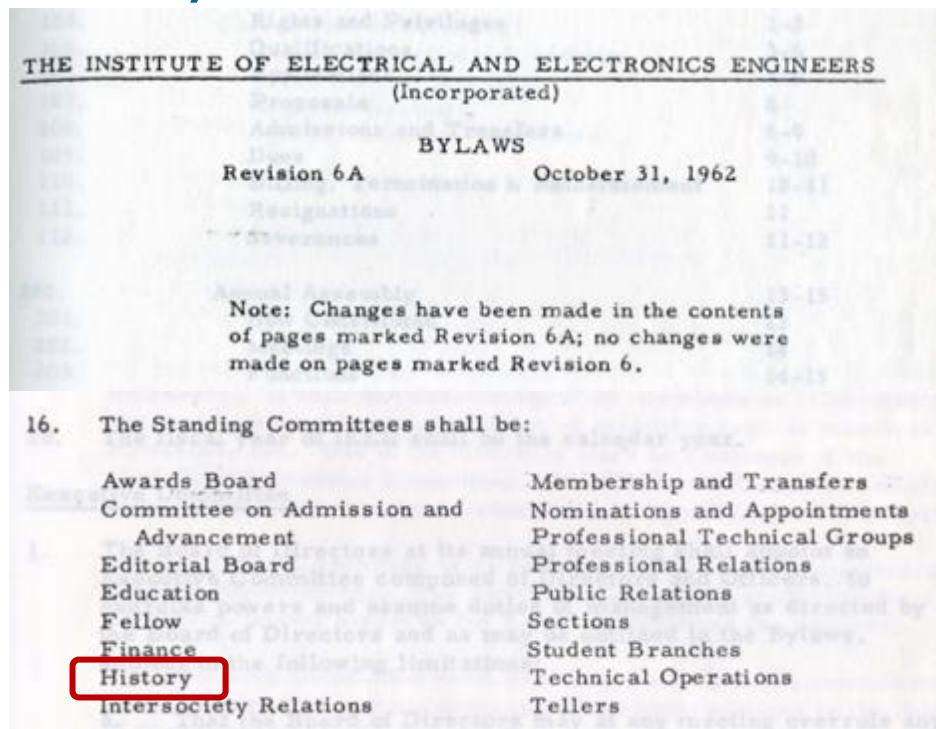 THE INSTITUTE OF ELECTRICAL AND ELECTRONICS ENGINEERS
(Incorporated)
BYLAWS
Revision 6A October 31, 1962
Note: Changes have been made in the contents
of pages marked Revision 6A; no changes were
made on pages marked Revision 6.
16. The Standing Committees shall be:
Awards Board
Committee on Admission and
Advancement
Editorial Board
Education
Fellow
Finance
History
Intersociety Relations
Membership and Transfers
Nominations and Appointments
Professional Technical Groups
Professional Relations
Public Relations
Sections
Student Branches
Technical Operations
Tellers